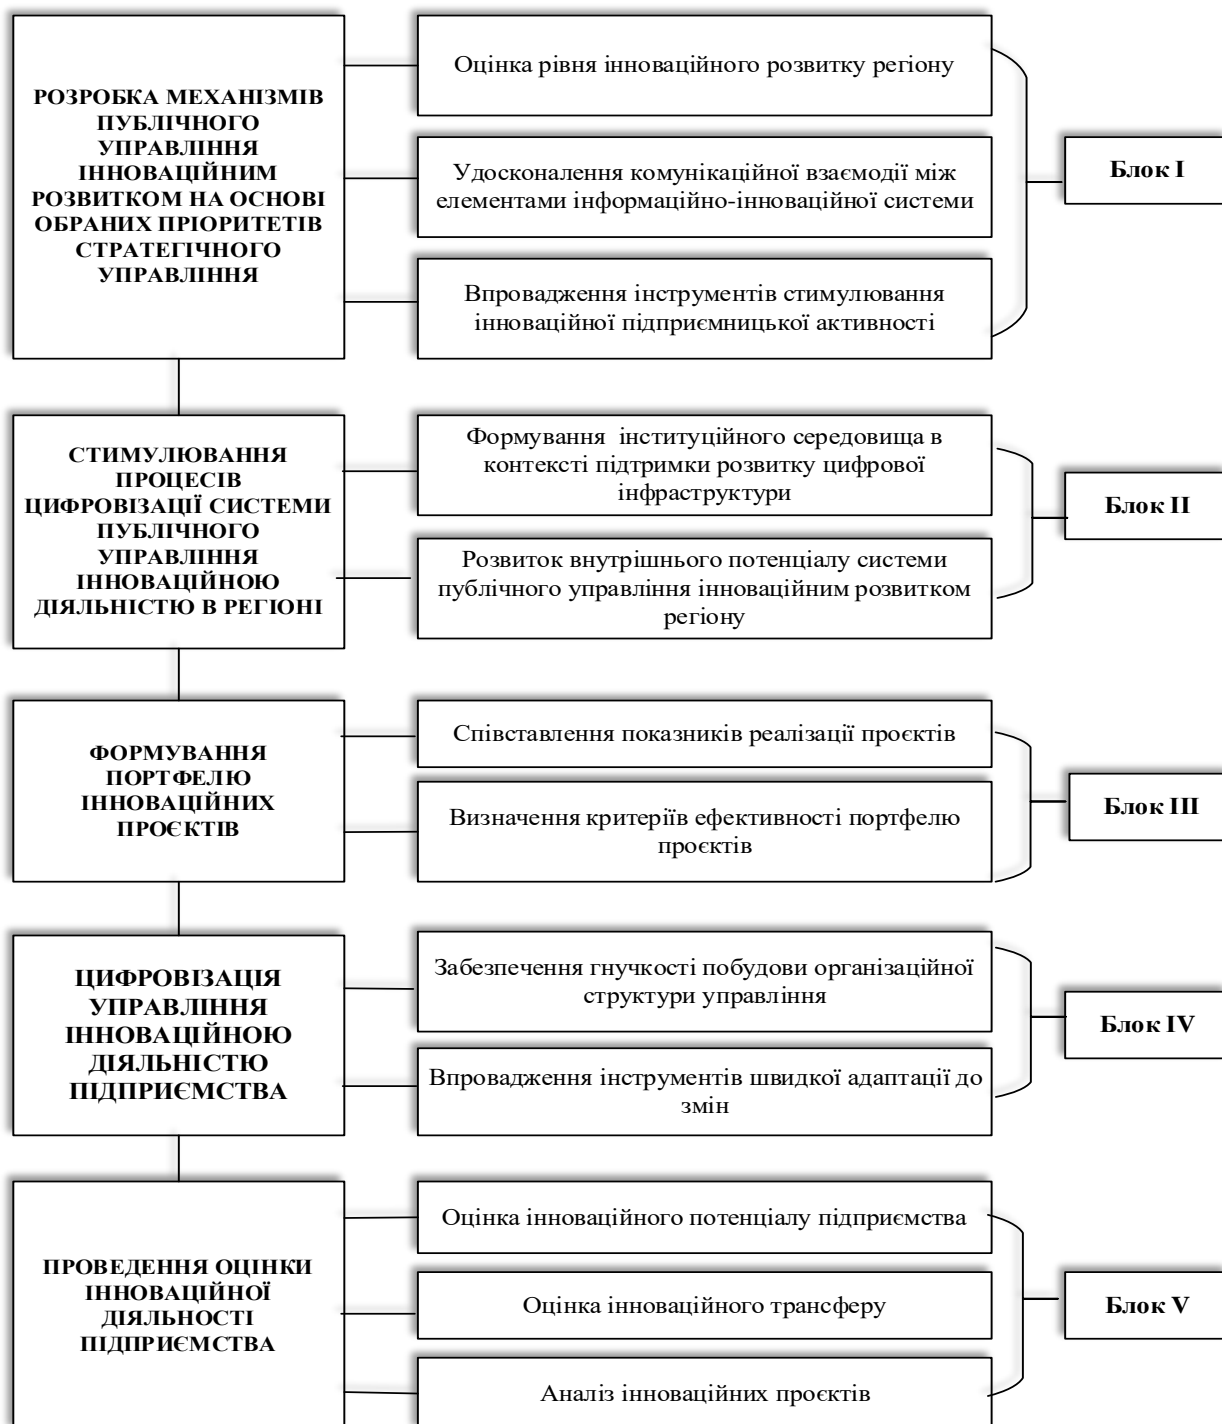 РОЗРОБКА МЕХАНІЗМІВ
ПУБЛІЧНОГО
УПРАВЛІННЯ
ІННОВАЦІЙНИМ
РОЗВИТКОМ НА ОСНОВІ
ОБРАНИХ ПРІОРИТЕТІВ
СТРАТЕГІЧНОГО
УПРАВЛІННЯ
Оцінка рівня інноваційного розвитку регіону
Удосконалення комунікаційної взаємодії між
елементами інформаційно-інноваційної системи
Впровадження інструментів стимулювання
інноваційної підприємницької активності
Блок I
СТИМУЛЮВАННЯ
ПРОЦЕСІВ
ЦИФРОВІЗАЦІЇ СИСТЕМИ
ПУБЛІЧНОГО
УПРАВЛІННЯ
ІННОВАЦІЙНОЮ
ДІЯЛЬНІСТЮ В РЕГІОНІ
Формування інституційного середовища в
контексті підтримки розвитку цифрової
інфраструктури
Розвиток внутрішнього потенціалу системи
публічного управління інноваційним розвитком
регіону
Блок II
ФОРМУВАННЯ
ПОРТФЕЛЮ
ІННОВАЦІЙНИХ
ПРОЄКТІВ
Співставлення показників реалізації проєктів
Визначення критеріїв ефективності портфелю
проєктів
Блок III
ЦИФРОВІЗАЦІЯ
УПРАВЛІННЯ
ІННОВАЦІЙНОЮ
ДІЯЛЬНІСТЮ
ПІДПРИЄМСТВА
Забезпечення гнучкості побудови організаційної
структури управління
Впровадження інструментів швидкої адаптації до
змін
Блок IV
ПРОВЕДЕННЯ ОЦІНКИ
ІННОВАЦІЙНОЇ
ДІЯЛЬНОСТІ
ПІДПРИЄМСТВА
Оцінка інноваційного потенціалу підприємства
Оцінка інноваційного трансферу
Аналіз інноваційних проєктів
Блок V